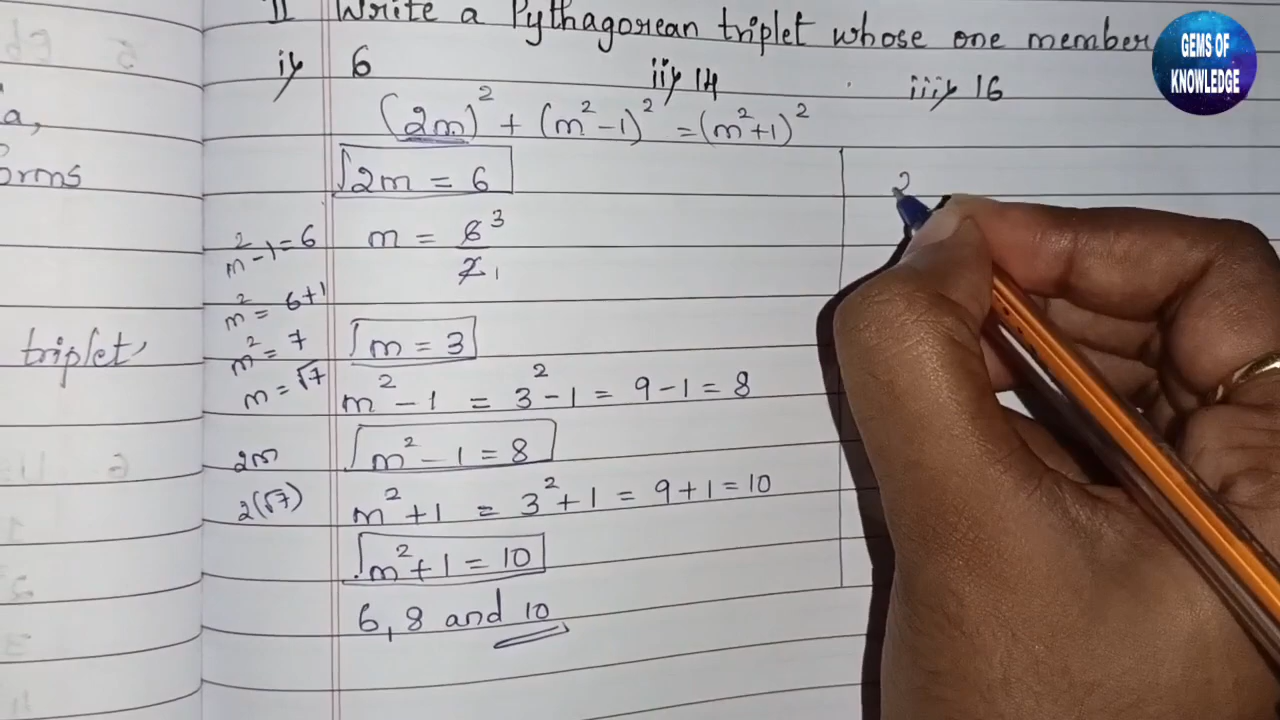 II Write a Pythagorean triplet whose one member
GEMS OF
KNOWLEDGE
i) 6 ii) 14 iii) 16
(2m)² + (m²-1)² = (m²+1)²
2m = 6
m = 6 3
2 1
m = 3
m²-1 = 3²-1 = 9-1 = 8
m²-1 = 8
m²+1 = 3²+1 = 9+1 = 10
m²+1 = 10
6, 8 and 10
m²-1 = 6
m² = 6+1
m² = 7
m = √7
2m
2(√7)
2
a,
orms
triplet